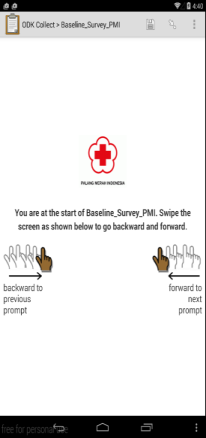 4:40
ODK Collect > Baseline_Survey_PMI
PALANG MERAH INDONESIA
You are at the start of Baseline_Survey_PMI. Swipe the
screen as shown below to go backward and forward.
backward to
previous
prompt
forward to
next
prompt
free for personal use